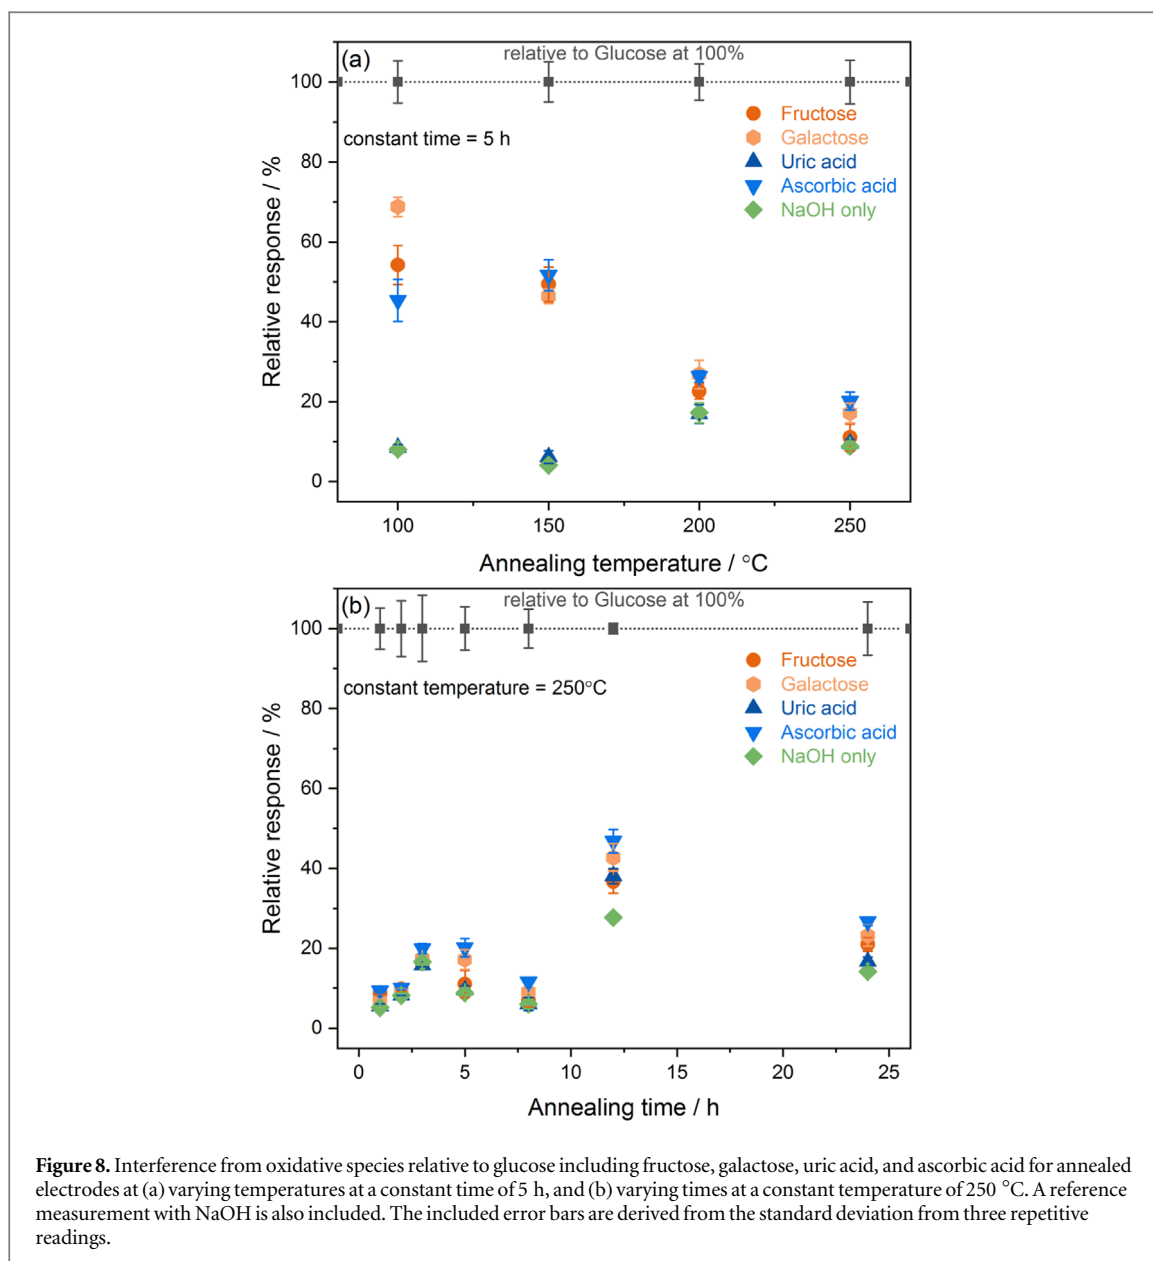 (a)
relative to Glucose at 100%
100
Fructose
Galactose
constant time = 5 h
Uric acid
80
Ascorbic acid
NaOH only
60
40
20
0
Relative response / %
100
150
200
250
Annealing temperature / °C
(b)
relative to Glucose at 100%
100
Fructose
Galactose
constant temperature = 250°C
Uric acid
80
Ascorbic acid
NaOH only
60
40
20
0
Relative response / %
0
5
10
15
20
25
Annealing time / h
Figure 8. Interference from oxidative species relative to glucose including fructose, galactose, uric acid, and ascorbic acid for annealed
electrodes at (a) varying temperatures at a constant time of 5 h, and (b) varying times at a constant temperature of 250 °C. A reference
measurement with NaOH is also included. The included error bars are derived from the standard deviation from three repetitive
readings.